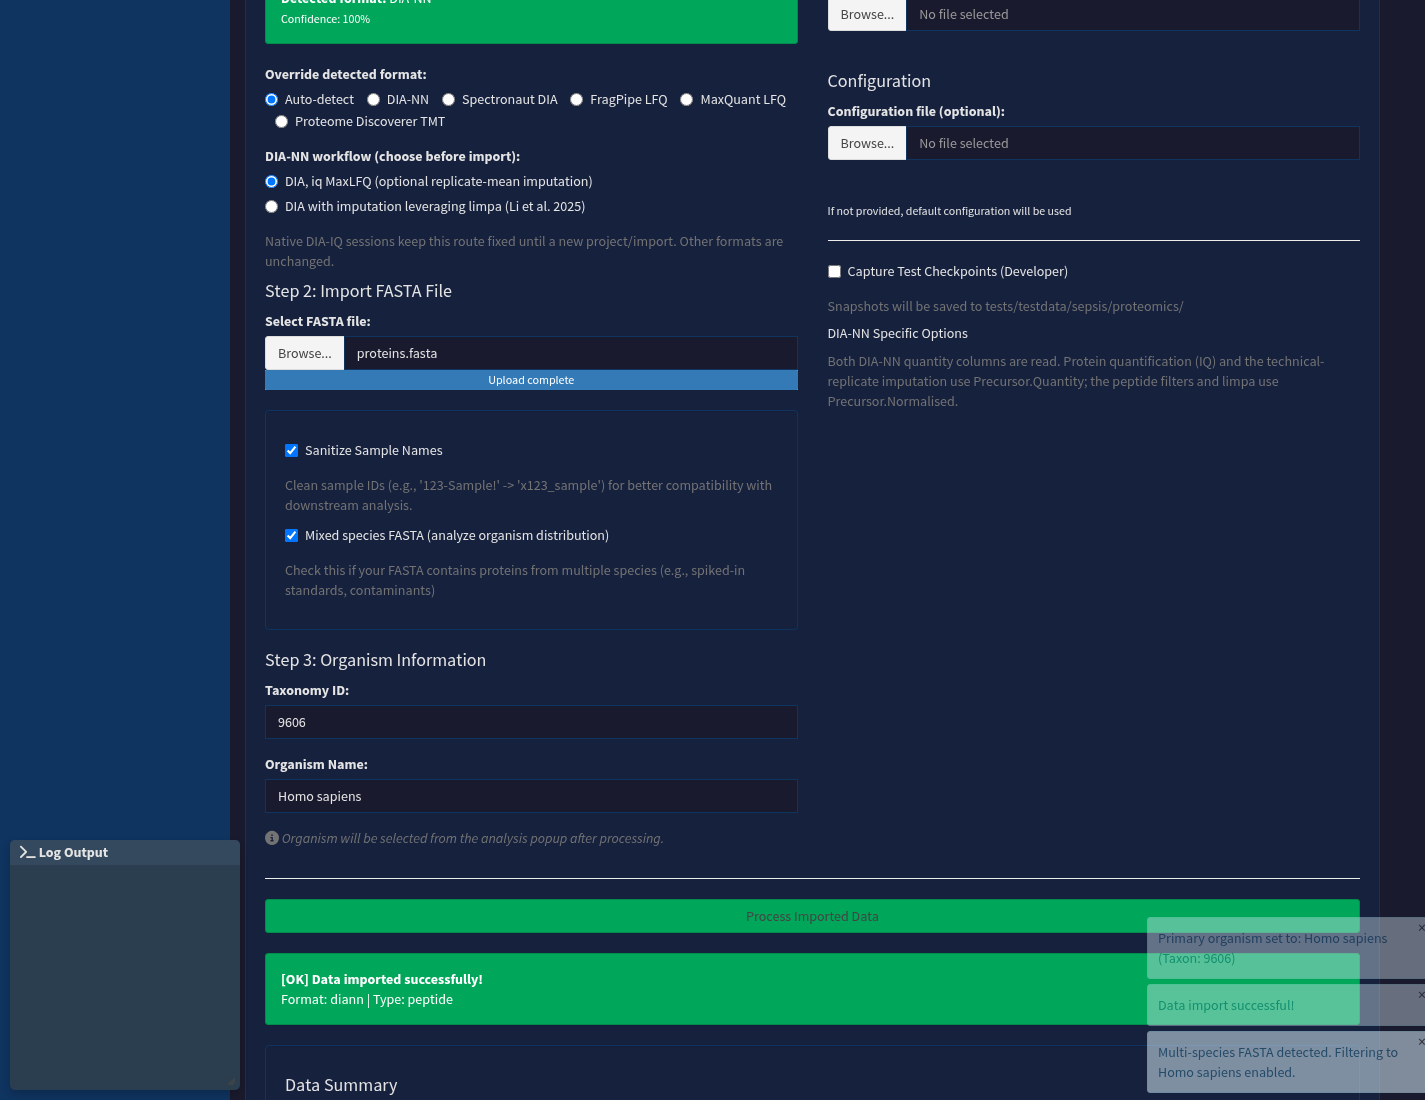 Detected format: DIA-NN
Confidence: 100%
Override detected format:
Auto-detect
DIA-NN
Spectronaut DIA
FragPipe LFQ
MaxQuant LFQ
Proteome Discoverer TMT
DIA-NN workflow (choose before import):
DIA, iq MaxLFQ (optional replicate-mean imputation)
DIA with imputation leveraging limpa (Li et al. 2025)
Native DIA-IQ sessions keep this route fixed until a new project/import. Other formats are
unchanged.
Step 2: Import FASTA File
Select FASTA file:
Browse...
proteins.fasta
Upload complete
Sanitize Sample Names
Clean sample IDs (e.g., '123-Sample!' -> 'x123_sample') for better compatibility with
downstream analysis.
Mixed species FASTA (analyze organism distribution)
Check this if your FASTA contains proteins from multiple species (e.g., spiked-in
standards, contaminants)
Step 3: Organism Information
Taxonomy ID:
9606
Organism Name:
Homo sapiens
Organism will be selected from the analysis popup after processing.
Browse...
No file selected
Configuration
Configuration file (optional):
Browse...
No file selected
If not provided, default configuration will be used
Capture Test Checkpoints (Developer)
Snapshots will be saved to tests/testdata/sepsis/proteomics/
DIA-NN Specific Options
Both DIA-NN quantity columns are read. Protein quantification (IQ) and the technical-
replicate imputation use Precursor.Quantity; the peptide filters and limpa use
Precursor.Normalised.
Process Imported Data
[OK] Data imported successfully!
Format: diann | Type: peptide
Data Summary
Log Output
Primary organism set to: Homo sapiens
(Taxon: 9606)
×
Data import successful!
×
Multi-species FASTA detected. Filtering to
Homo sapiens enabled.
×